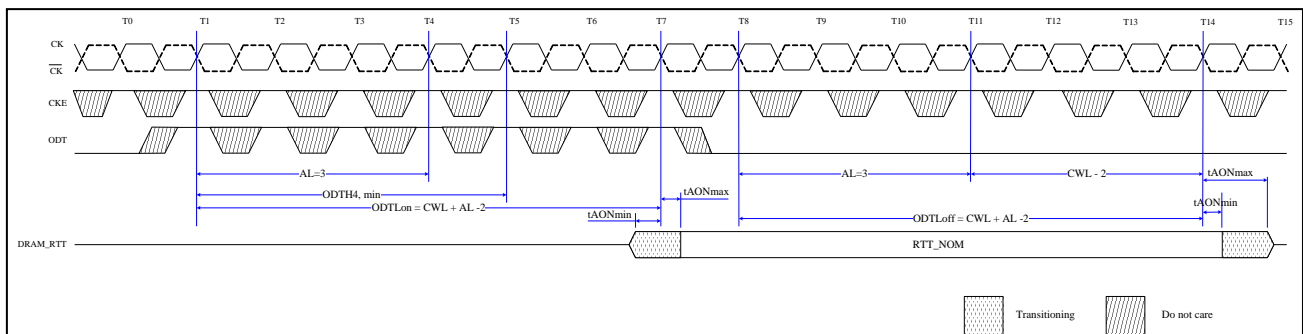 T0 T1 T2 T3 T4 T5 T6 T7 T8 T9 T10 T11 T12 T13 T14 T15
CK
CK
CKE
ODT
AL=3
AL=3
CWL - 2
tAONmax
ODTH4, min
tAONmax
ODTLon = CWL + AL -2
tAONmin
tAONmin
ODTLoff = CWL + AL -2
DRAM_RTT
RTT_NOM
Transitioning
Do not care